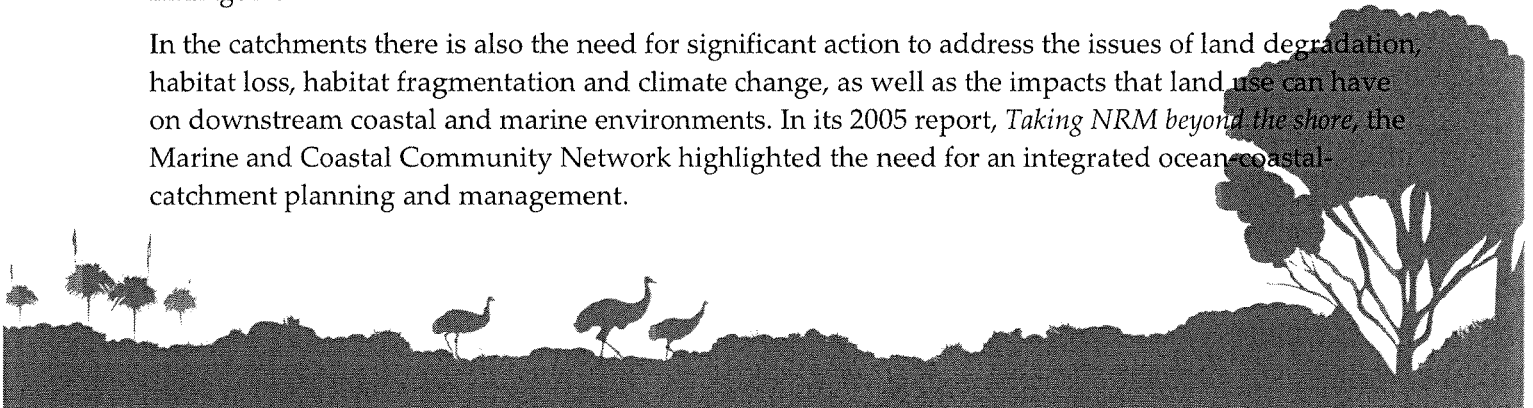 In the catchments there is also the need for significant action to address the issues of land degradation,
habitat loss, habitat fragmentation and climate change, as well as the impacts that land use can have
on downstream coastal and marine environments. In its 2005 report, Taking NRM beyond the shore, the
Marine and Coastal Community Network highlighted the need for an integrated ocean-coastal-
catchment planning and management.